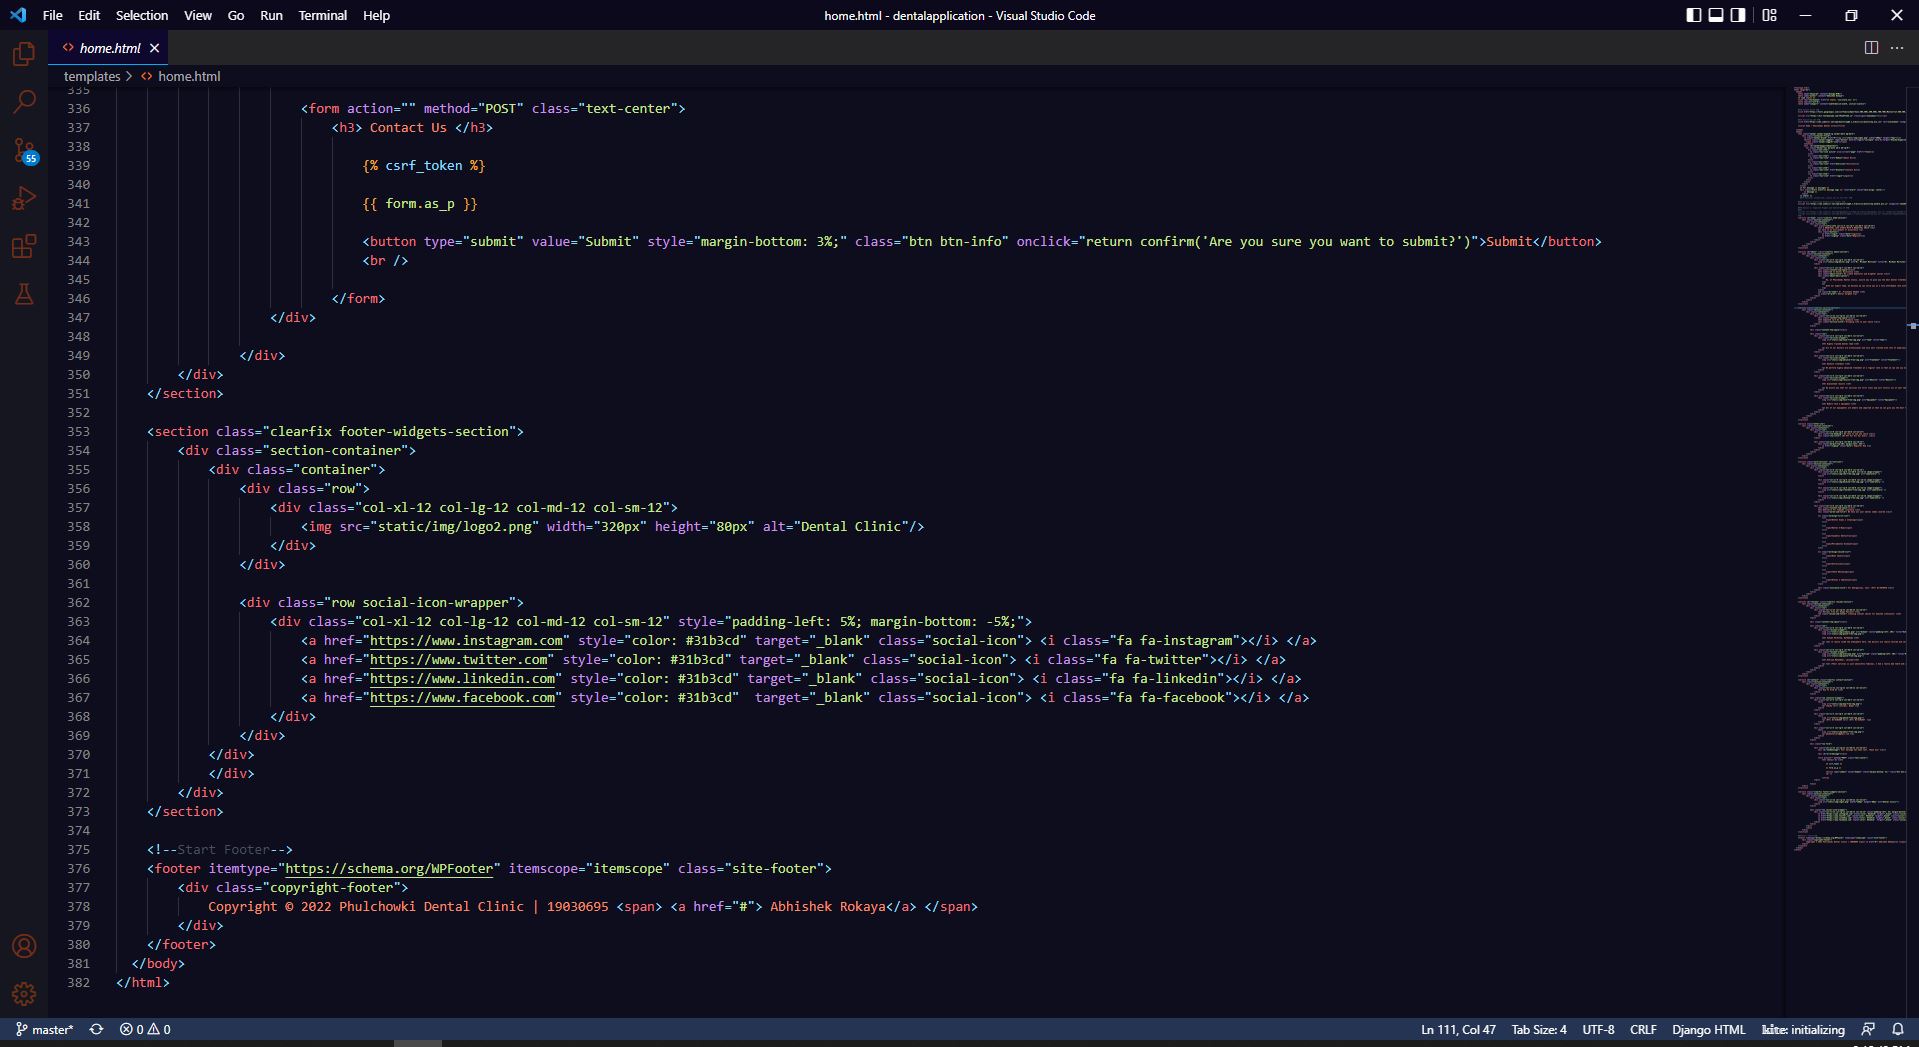 File Edit Selection View Go Run Terminal Help
home.html - dentalapplication - Visual Studio Code
home.html
templates > home.html
335
336 <form action="" method="POST" class="text-center">
337 <h3> Contact Us </h3>
338
339 {% csrf_token %}
340
341 {{ form.as_p }}
342
343 <button type="submit" value="Submit" style="margin-bottom: 3%;" class="btn btn-info" onclick="return confirm('Are you sure you want to submit?')">Submit</button>
344 <br />
345
346 </form>
347 </div>
348
349 </div>
350 </div>
351 </section>
352
353 <section class="clearfix footer-widgets-section">
354 <div class="section-container">
355 <div class="container">
356 <div class="row">
357 <div class="col-xl-12 col-lg-12 col-md-12 col-sm-12">
358 <img src="static/img/logo2.png" width="320px" height="80px" alt="Dental Clinic"/>
359 </div>
360 </div>
361
362 <div class="row social-icon-wrapper">
363 <div class="col-xl-12 col-lg-12 col-md-12 col-sm-12" style="padding-left: 5%; margin-bottom: -5%;">
364 <a href="https://www.instagram.com" style="color: #31b3cd" target="_blank" class="social-icon"> <i class="fa fa-instagram"></i> </a>
365 <a href="https://www.twitter.com" style="color: #31b3cd" target="_blank" class="social-icon"> <i class="fa fa-twitter"></i> </a>
366 <a href="https://www.linkedin.com" style="color: #31b3cd" target="_blank" class="social-icon"> <i class="fa fa-linkedin"></i> </a>
367 <a href="https://www.facebook.com" style="color: #31b3cd"  target="_blank" class="social-icon"> <i class="fa fa-facebook"></i> </a>
368 </div>
369 </div>
370 </div>
371 </div>
372 </div>
373 </section>
374
375 <!--Start Footer-->
376 <footer itemtype="https://schema.org/WPFooter" itemscope="itemscope" class="site-footer">
377 <div class="copyright-footer">
378 Copyright © 2022 Phulchowki Dental Clinic | 19030695 <span> <a href="#"> Abhishek Rokaya</a> </span>
379 </div>
380 </footer>
381 </body>
382 </html>
55
master* 0 0 Ln 111, Col 47 Tab Size: 4 UTF-8 CRLF Django HTML kite: initializing